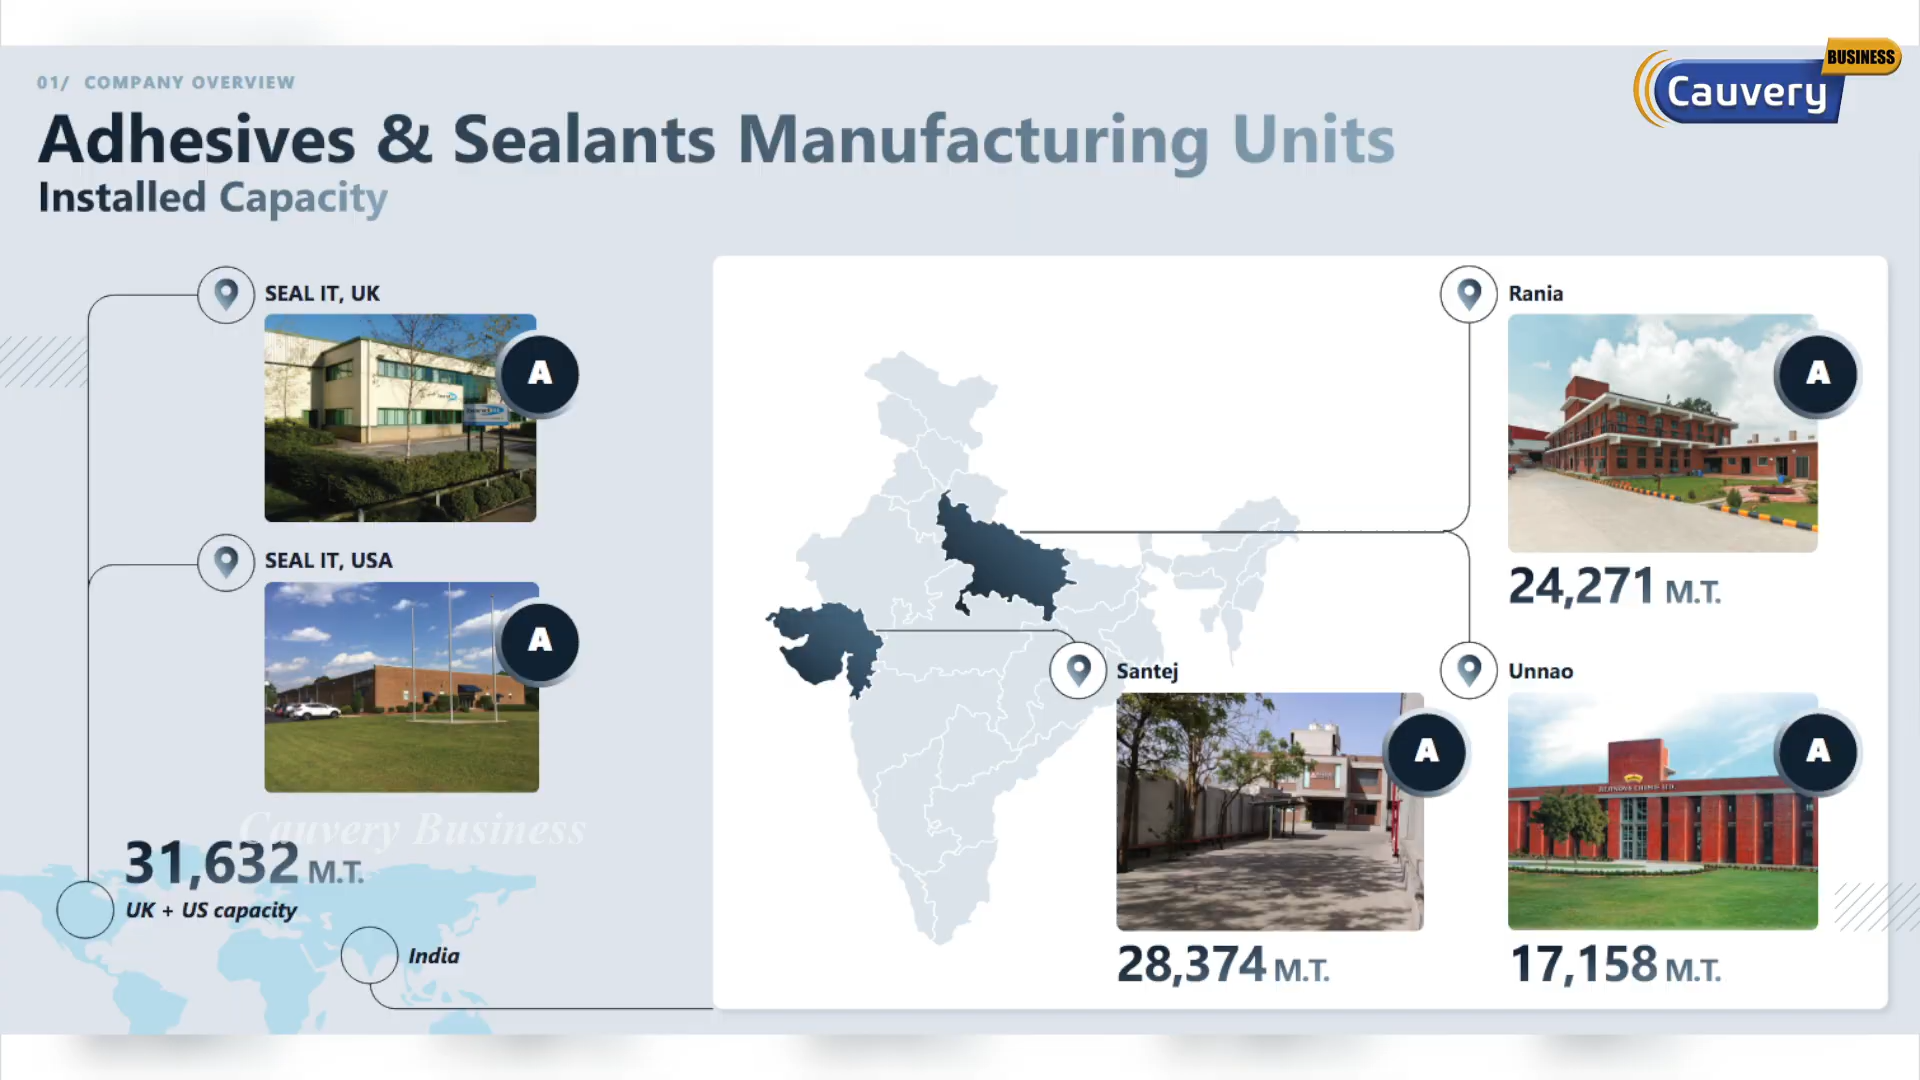 BUSINESS
Cauvery
01/ COMPANY OVERVIEW
Adhesives & Sealants Manufacturing Units
Installed Capacity
SEAL IT, UK
A
SEAL IT, USA
A
Cauvery Business
31,632 M.T.
UK + US capacity
India
Rania
A
24,271 M.T.
Santej
A
28,374 M.T.
Unnao
A
17,158 M.T.